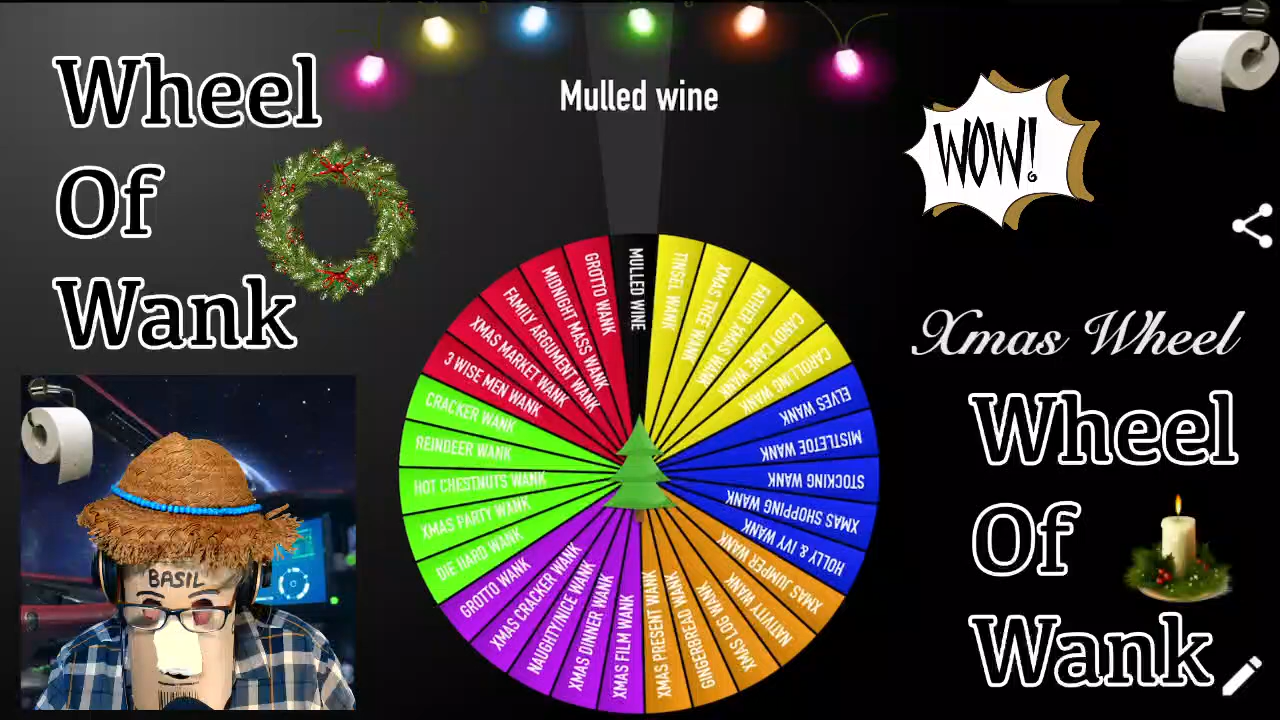 Wheel
Of
Wank
Mulled wine
WOW!
Xmas Wheel
Wheel
Of
Wank
BASIL
MULLED WINE
TINSEL WANK
XMAS TREE WANK
FATHER XMAS WANK
CANDY CANE WANK
CAROLLING WANK
ELVES WANK
MISTLETOE WANK
STOCKING WANK
XMAS SHOPPING WANK
HOLLY & IVY WANK
XMAS JUMPER WANK
NATIVITY WANK
XMAS LOG WANK
GINGERBREAD WANK
XMAS PRESENT WANK
XMAS FILM WANK
XMAS DINNER WANK
NAUGHTY/NICE WANK
XMAS CRACKER WANK
GROTTO WANK
DIE HARD WANK
XMAS PARTY WANK
HOT CHESTNUTS WANK
REINDEER WANK
CRACKER WANK
3 WISE MEN WANK
XMAS MARKET WANK
FAMILY ARGUMENT WANK
MIDNIGHT MASS WANK
GROTTO WANK